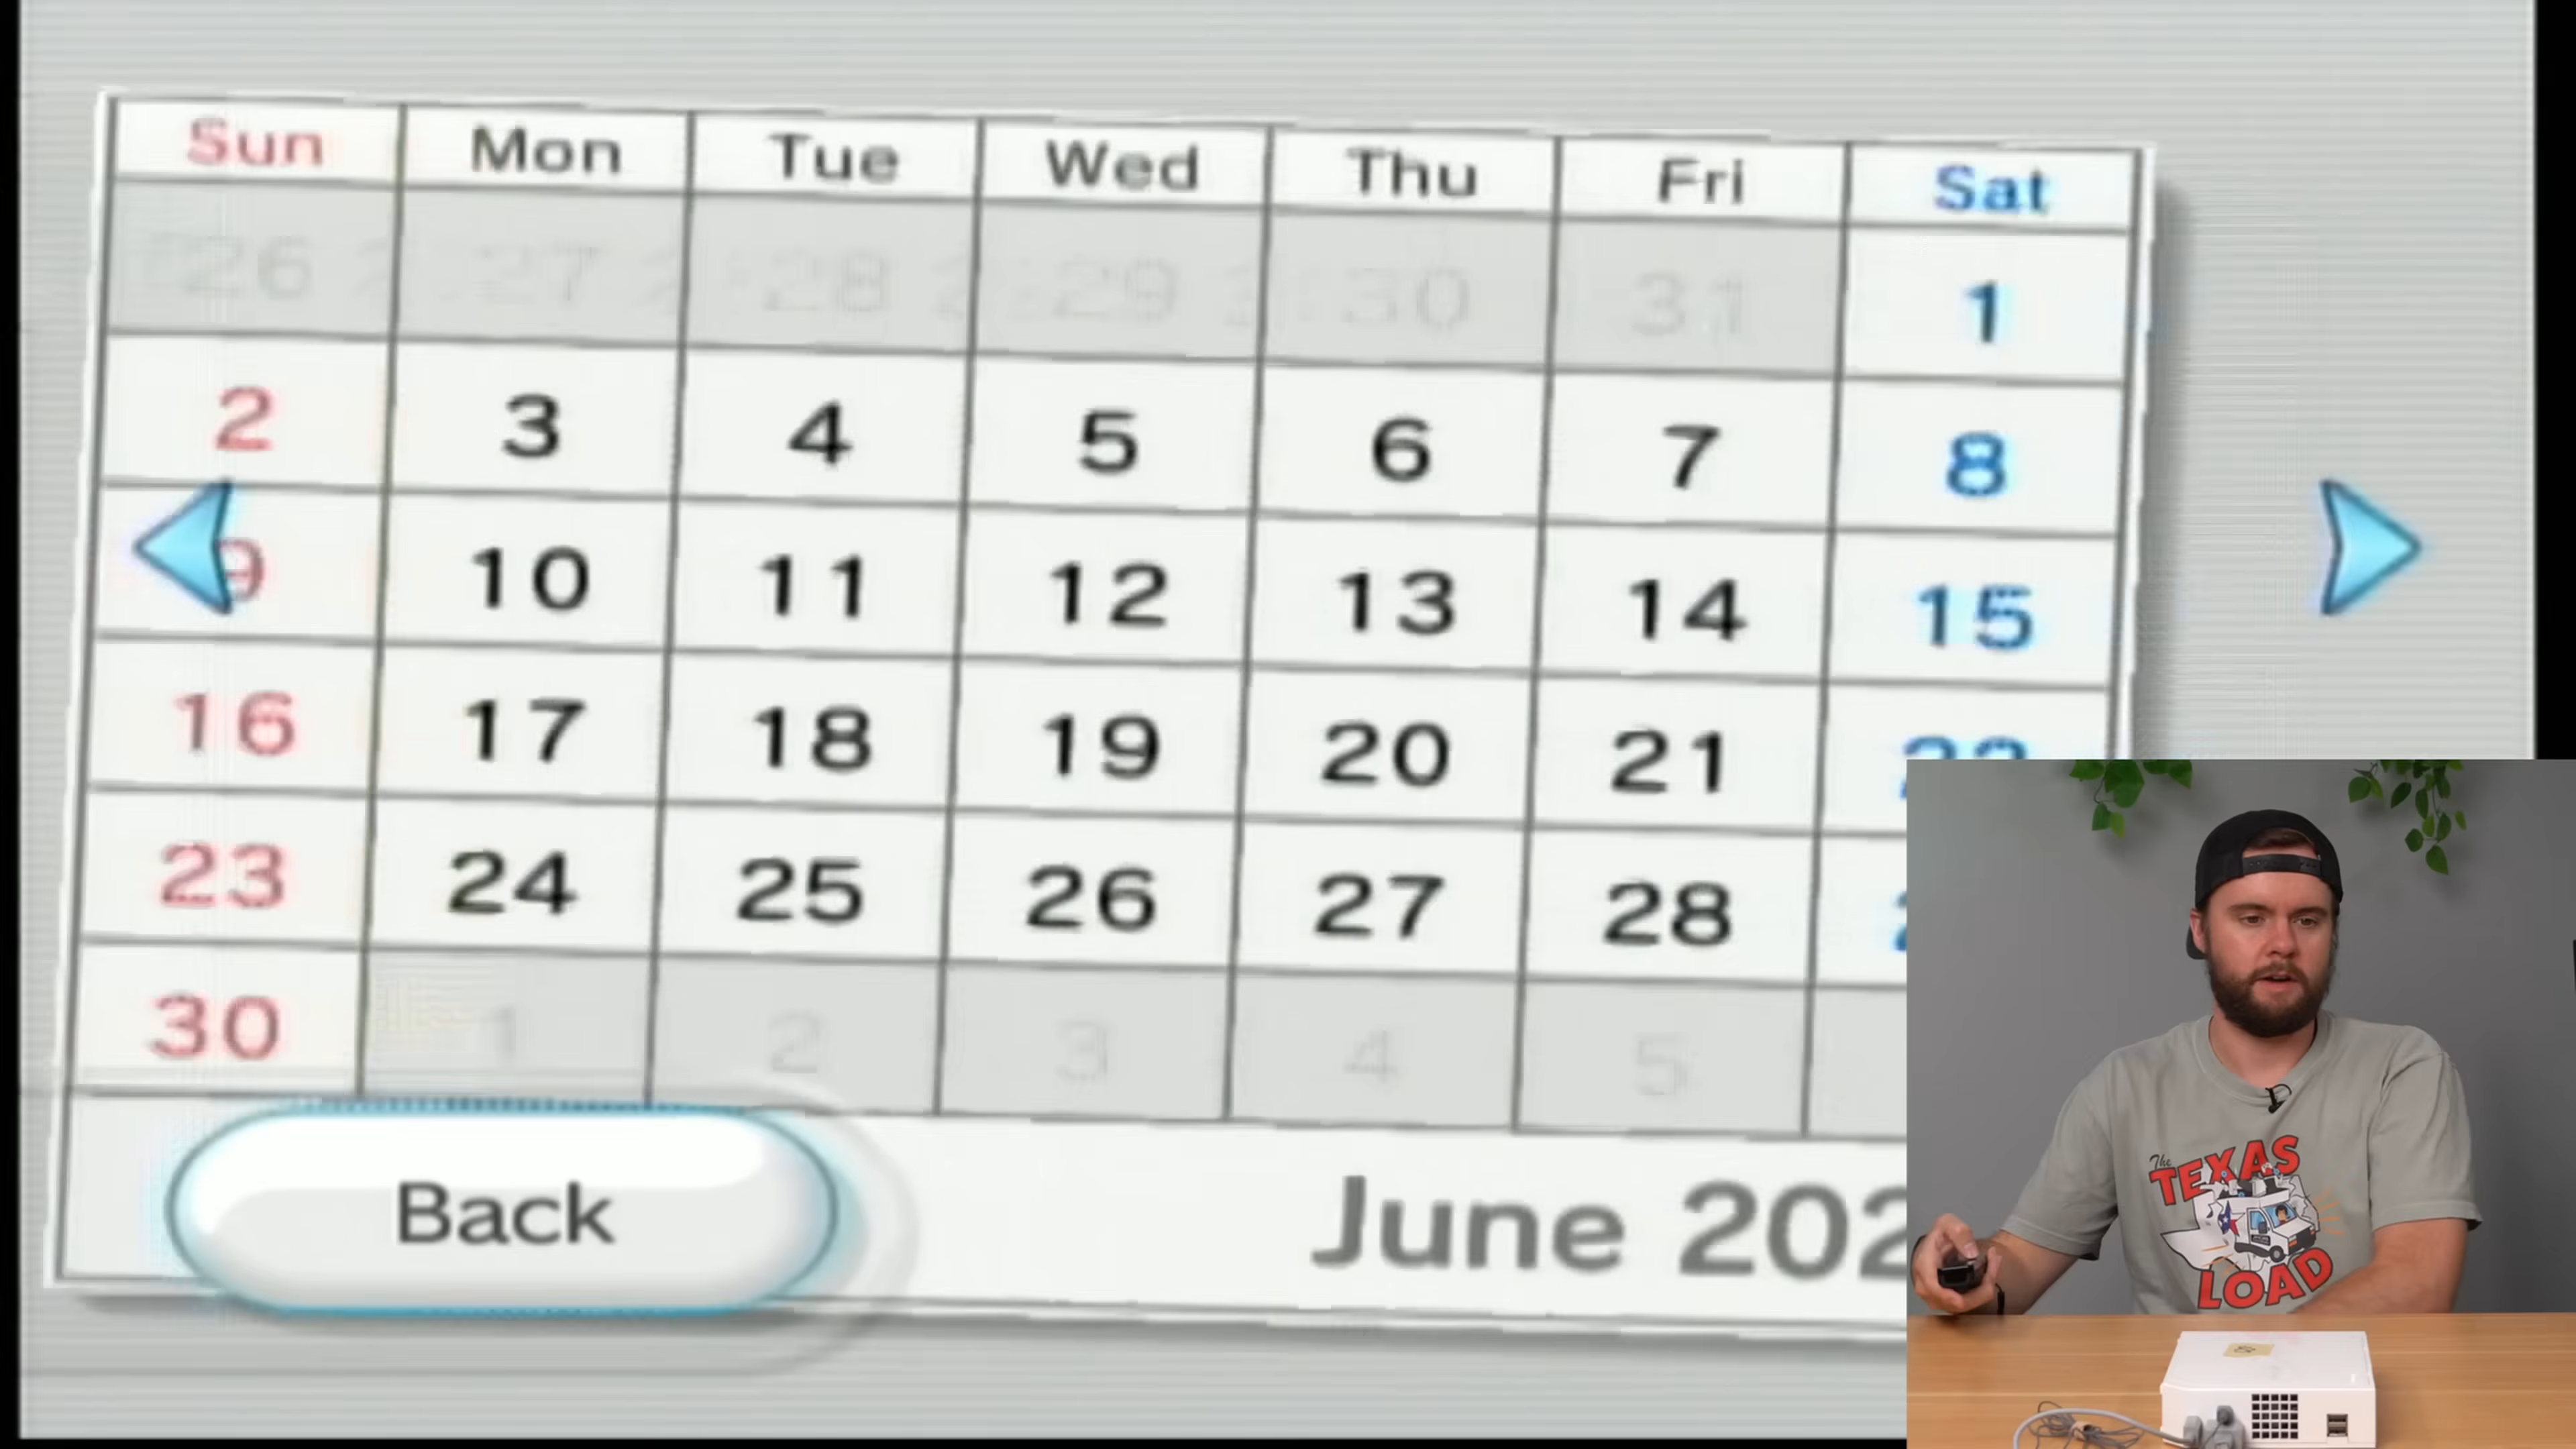 Sun Mon Tue Wed Thu Fri Sat
26 27 28 29 30 31 1
2 3 4 5 6 7 8
9 10 11 12 13 14 15
16 17 18 19 20 21
23 24 25 26 27 28
30 1 2 3 4 5
Back
June 202
The
TEXAS
LOAD